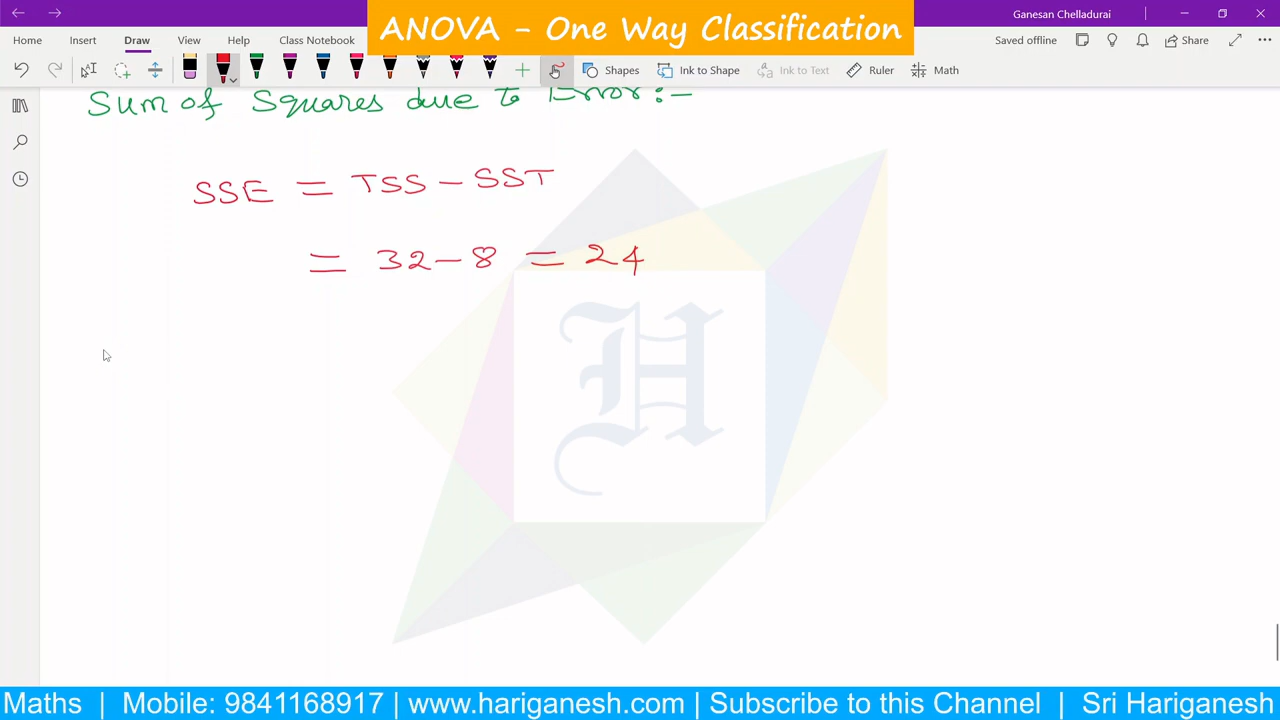 ANOVA - One Way Classification
Ganesan Chelladurai
Home Insert Draw View Help Class Notebook Saved offline Share
Shapes Ink to Shape Ink to Text Ruler Math
Sum of Squares due to Error:-
SSE = TSS - SST
= 32 - 8 = 24
H
Maths | Mobile: 9841168917 | www.hariganesh.com | Subscribe to this Channel | Sri Hariganesh